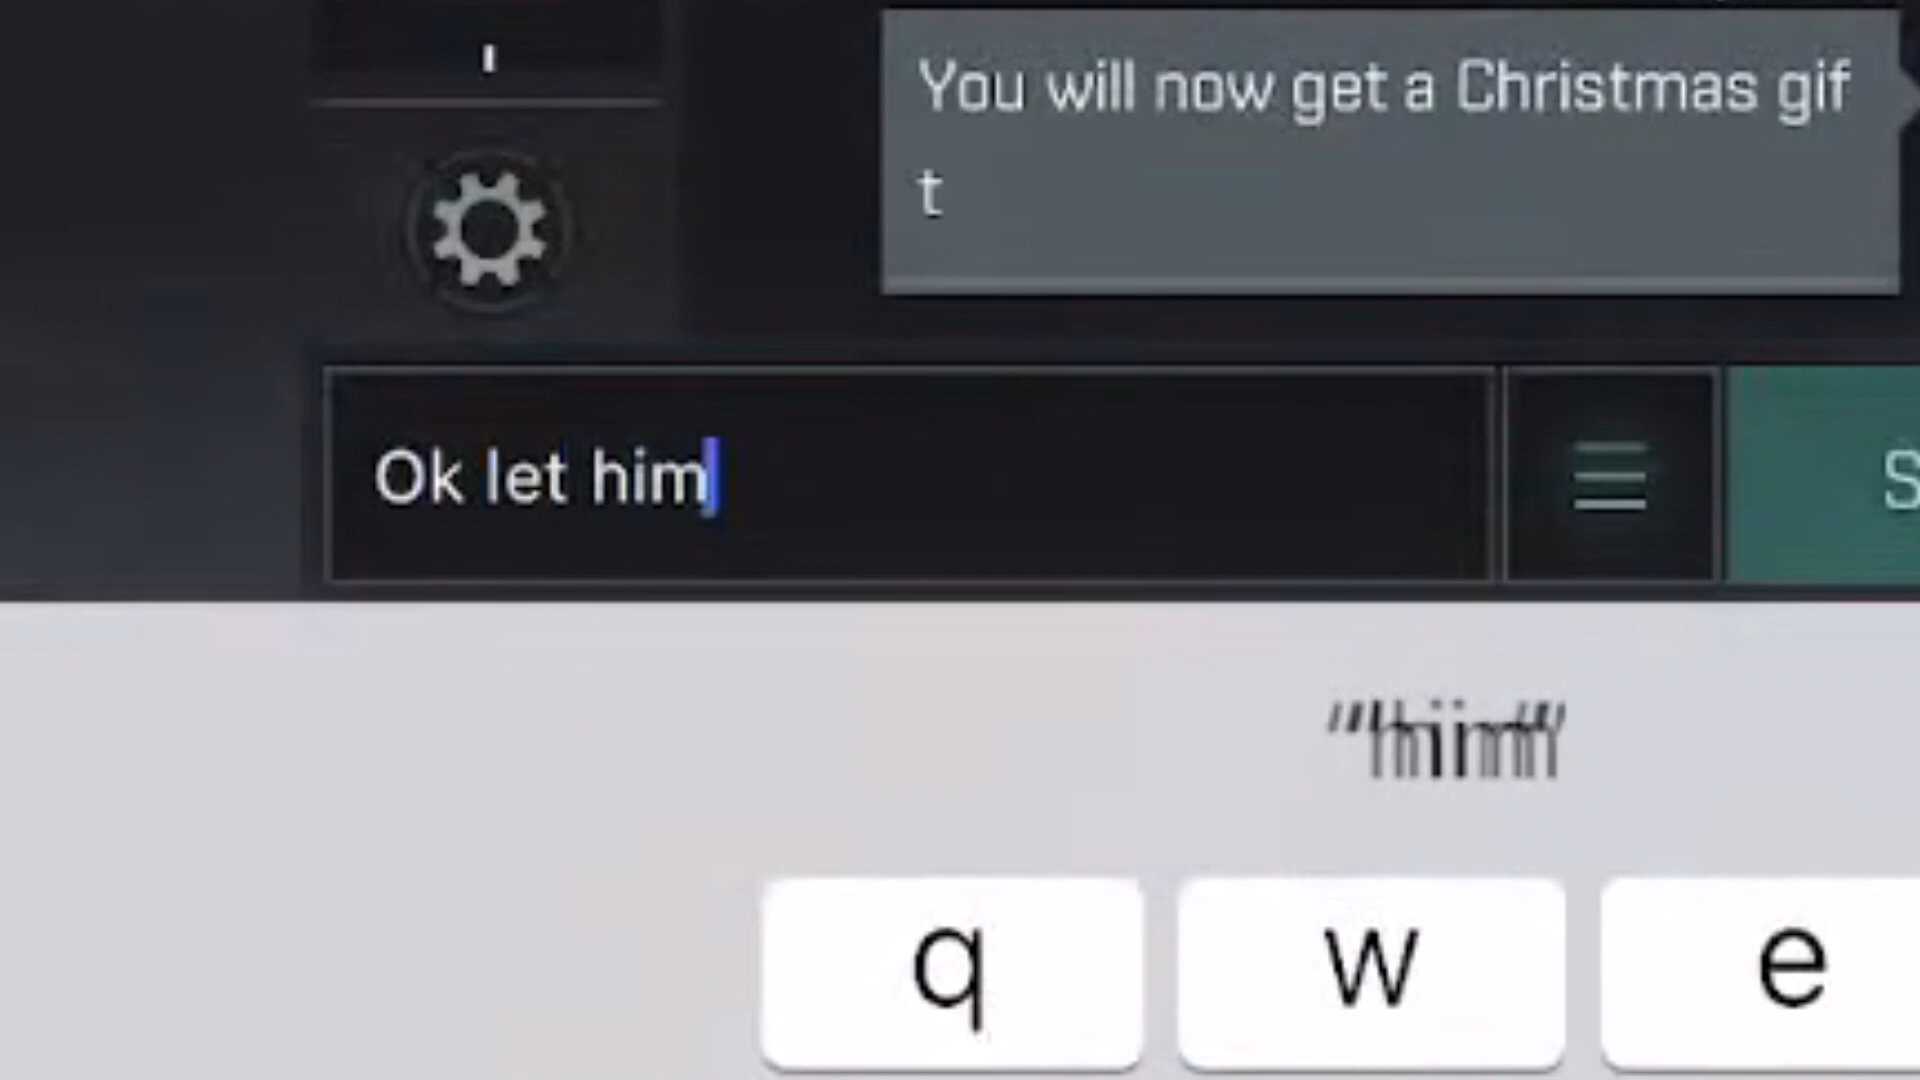 You will now get a Christmas gif
t
Ok let him
S
q w e